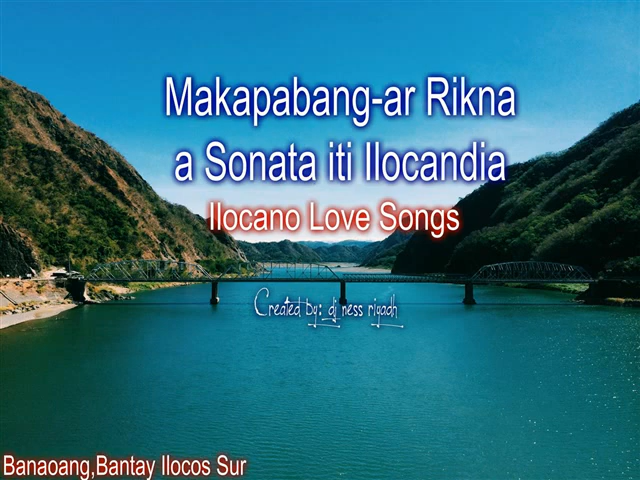 Makapabang-ar Rikna
a Sonata iti Ilocandia
Ilocano Love Songs
Created by: dj ness riyadh
Banaoang,Bantay Ilocos Sur